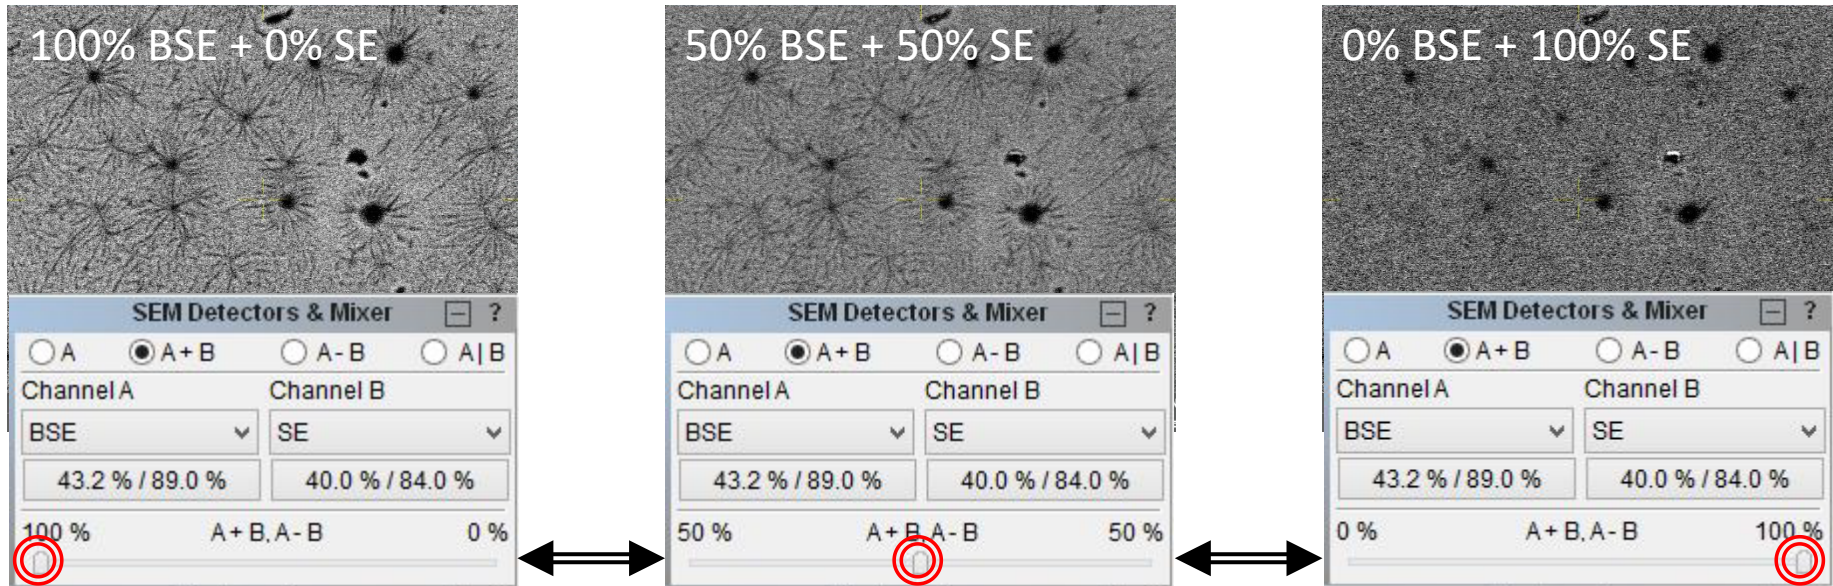 100% BSE + 0% SE
SEM Detectors & Mixer – ?
A A + B A - B A | B
Channel A Channel B
BSE SE
43.2 % / 89.0 % 40.0 % / 84.0 %
100 % A + B, A - B 0 %
50% BSE + 50% SE
SEM Detectors & Mixer – ?
A A + B A - B A | B
Channel A Channel B
BSE SE
43.2 % / 89.0 % 40.0 % / 84.0 %
50 % A + B, A - B 50 %
0% BSE + 100% SE
SEM Detectors & Mixer – ?
A A + B A - B A | B
Channel A Channel B
BSE SE
43.2 % / 89.0 % 40.0 % / 84.0 %
0 % A + B, A - B 100 %